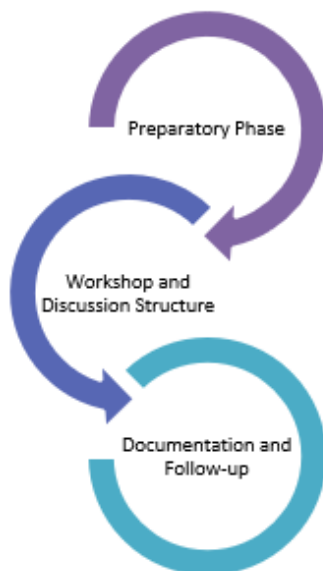 Preparatory Phase
Workshop and
Discussion Structure
Documentation and
Follow-up